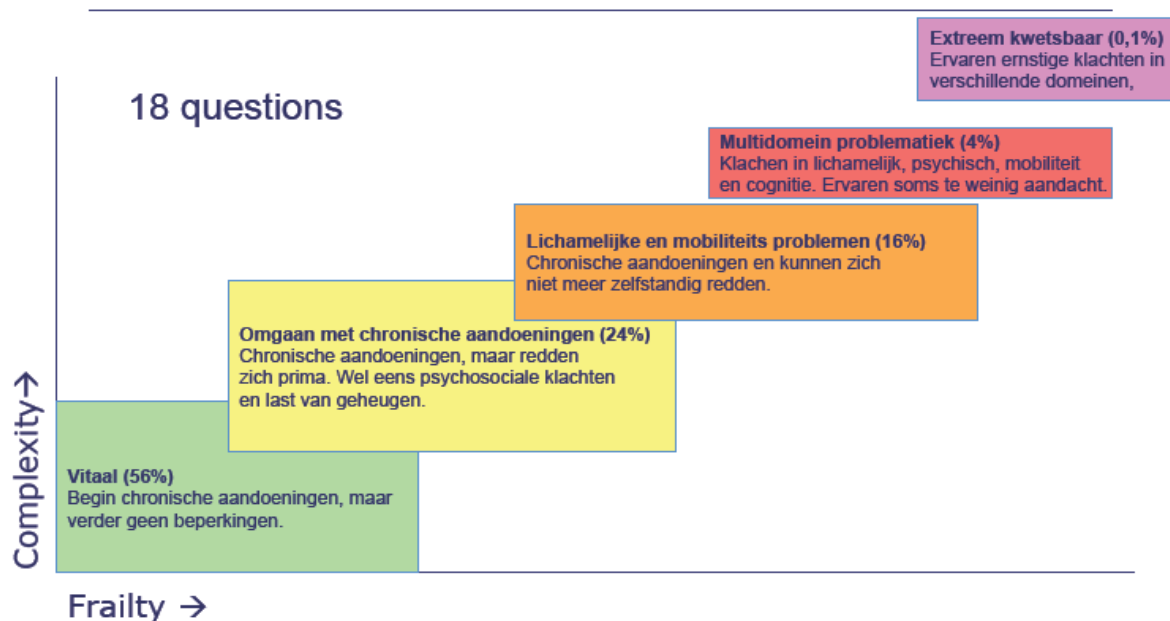 Extreem kwetsbaar (0,1%)
Ervaren ernstige klachten in
verschillende domeinen,
18 questions
Multidomein problematiek (4%)
Klachen in lichamelijk, psychisch, mobiliteit
en cognitie. Ervaren soms te weinig aandacht.
Lichamelijke en mobiliteits problemen (16%)
Chronische aandoeningen en kunnen zich
niet meer zelfstandig redden.
Omgaan met chronische aandoeningen (24%)
Chronische aandoeningen, maar redden
zich prima. Wel eens psychosociale klachten
en last van geheugen.
Vitaal (56%)
Begin chronische aandoeningen, maar
verder geen beperkingen.
Complexity→
Frailty →